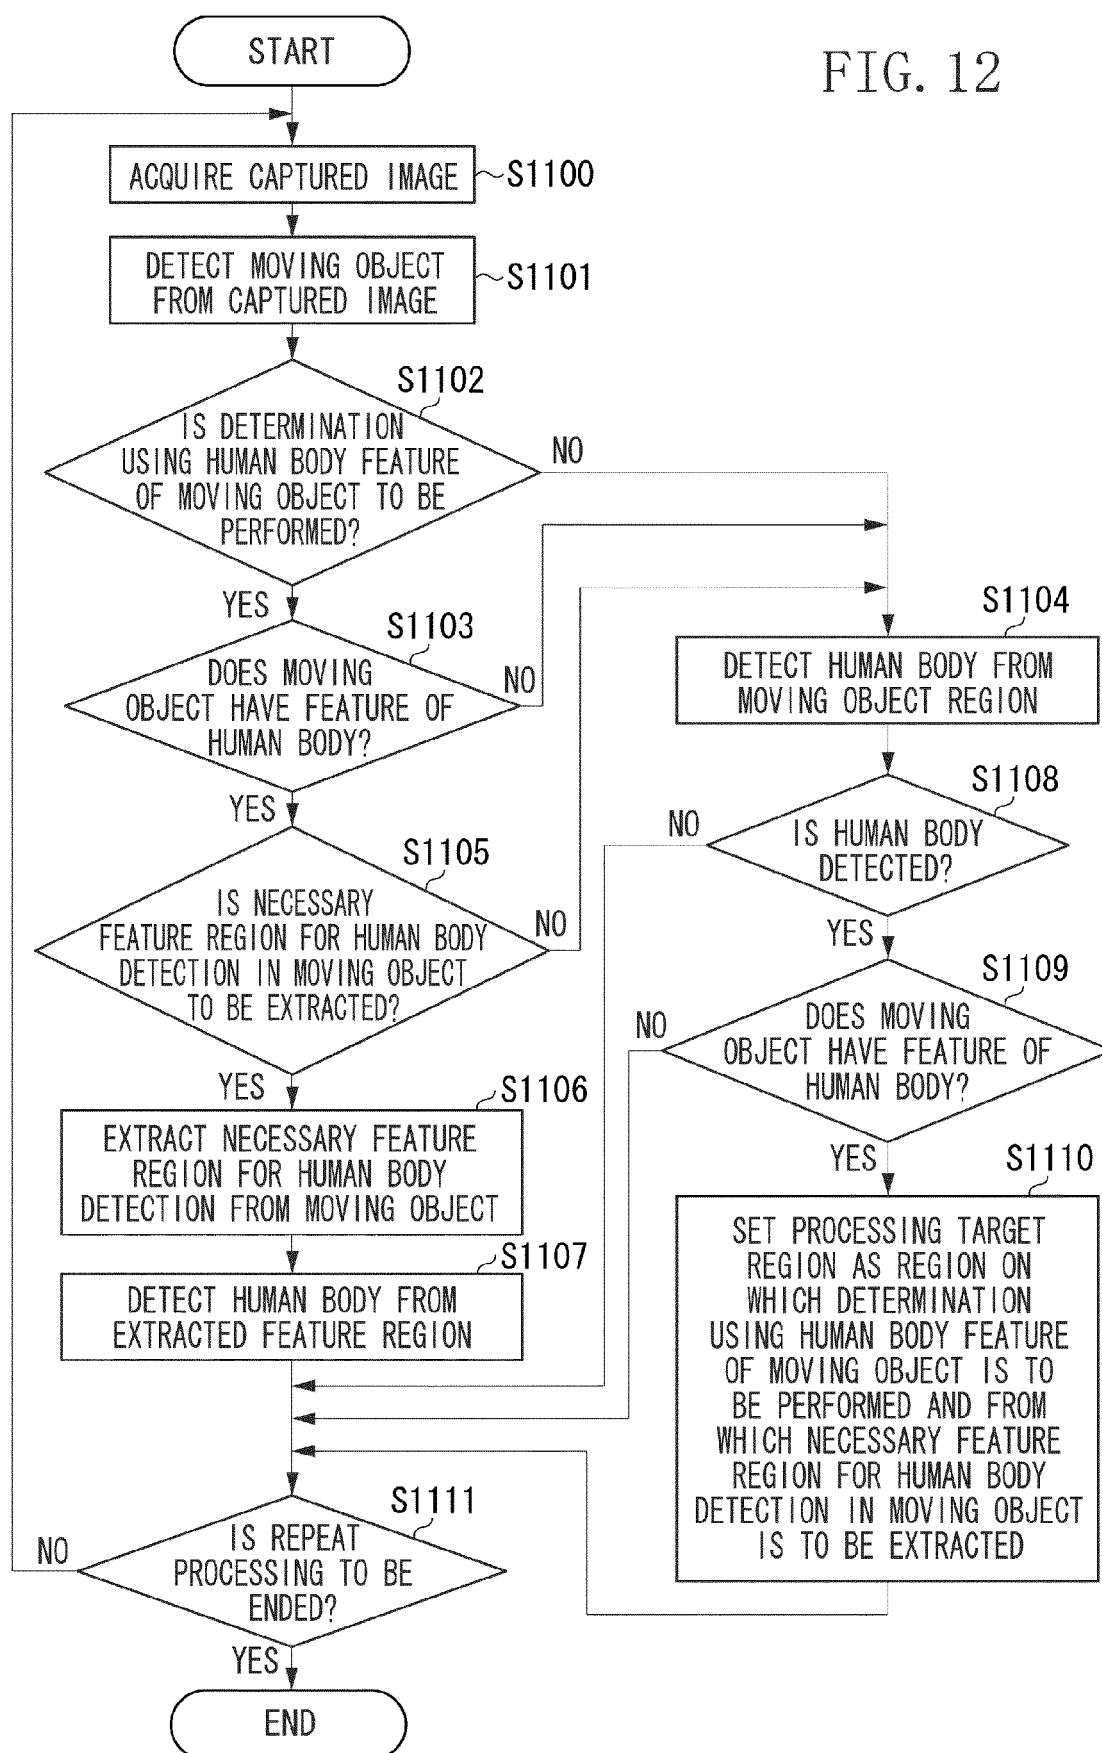 FIG. 12
START
ACQUIRE CAPTURED IMAGE
S1100
DETECT MOVING OBJECT
FROM CAPTURED IMAGE
S1101
S1102
IS DETERMINATION
USING HUMAN BODY FEATURE
OF MOVING OBJECT TO BE
PERFORMED?
NO
YES
S1103
DOES MOVING
OBJECT HAVE FEATURE OF
HUMAN BODY?
NO
YES
S1105
IS NECESSARY
FEATURE REGION FOR HUMAN BODY
DETECTION IN MOVING OBJECT
TO BE EXTRACTED?
NO
YES
S1106
EXTRACT NECESSARY FEATURE
REGION FOR HUMAN BODY
DETECTION FROM MOVING OBJECT
S1107
DETECT HUMAN BODY FROM
EXTRACTED FEATURE REGION
S1104
DETECT HUMAN BODY FROM
MOVING OBJECT REGION
S1108
IS HUMAN BODY
DETECTED?
NO
YES
S1109
DOES MOVING
OBJECT HAVE FEATURE OF
HUMAN BODY?
NO
YES
S1110
SET PROCESSING TARGET
REGION AS REGION ON
WHICH DETERMINATION
USING HUMAN BODY FEATURE
OF MOVING OBJECT IS TO
BE PERFORMED AND FROM
WHICH NECESSARY FEATURE
REGION FOR HUMAN BODY
DETECTION IN MOVING OBJECT
IS TO BE EXTRACTED
S1111
IS REPEAT
PROCESSING TO BE
ENDED?
NO
YES
END